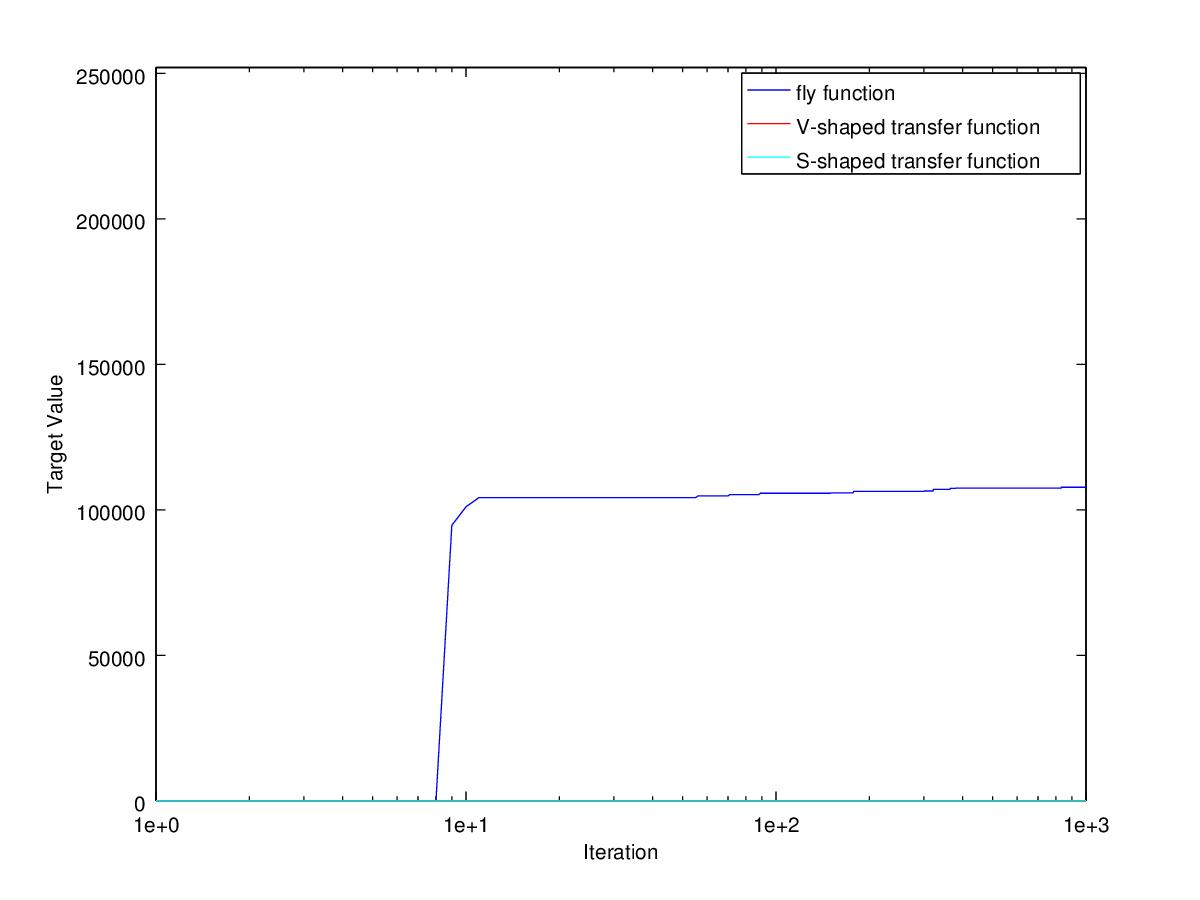 250000
200000
150000
100000
50000
0
Target Value
fly function
V-shaped transfer function
S-shaped transfer function
1e+0 1e+1 1e+2 1e+3
Iteration